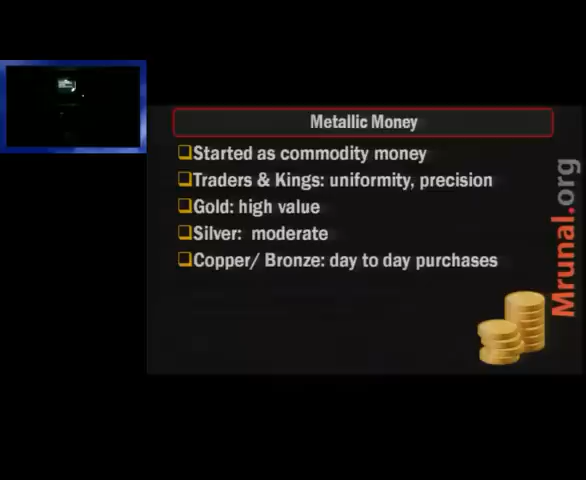 Metallic Money
Started as commodity money
Traders & Kings: uniformity, precision
Gold: high value
Silver: moderate
Copper/ Bronze: day to day purchases
Mrunal.org